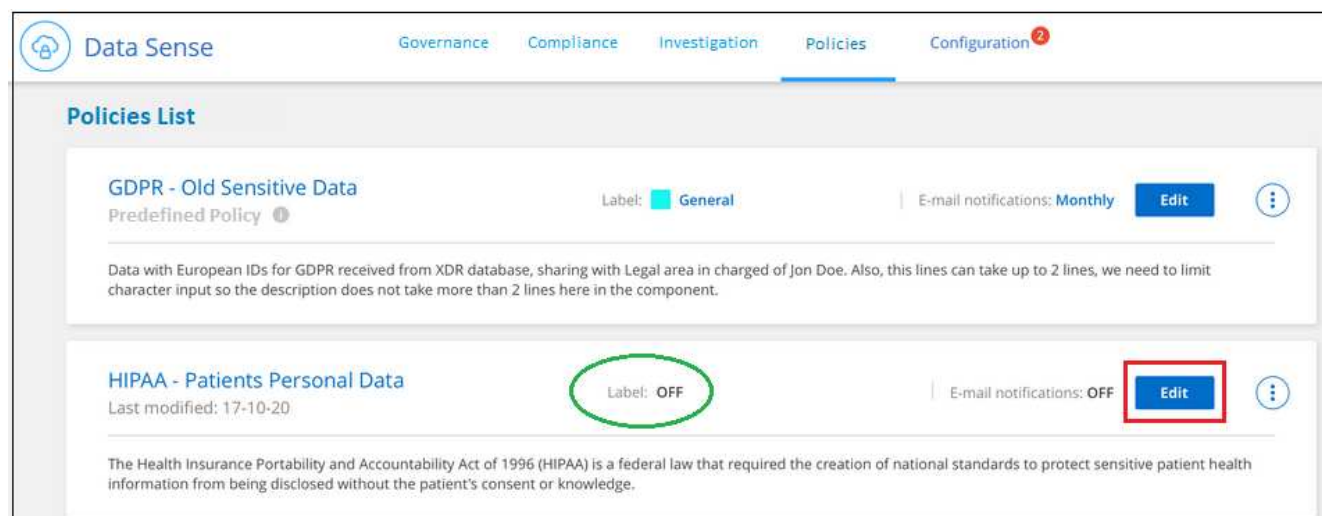 Data Sense
Governance
Compliance
Investigation
Policies
Configuration 2
Policies List
GDPR - Old Sensitive Data
Predefined Policy i
Label: General
E-mail notifications: Monthly
Edit
Data with European IDs for GDPR received from XDR database, sharing with Legal area in charged of Jon Doe. Also, this lines can take up to 2 lines, we need to limit
character input so the description does not take more than 2 lines here in the component.
HIPAA - Patients Personal Data
Last modified: 17-10-20
Label: OFF
E-mail notifications: OFF
Edit
The Health Insurance Portability and Accountability Act of 1996 (HIPAA) is a federal law that required the creation of national standards to protect sensitive patient health
information from being disclosed without the patient's consent or knowledge.